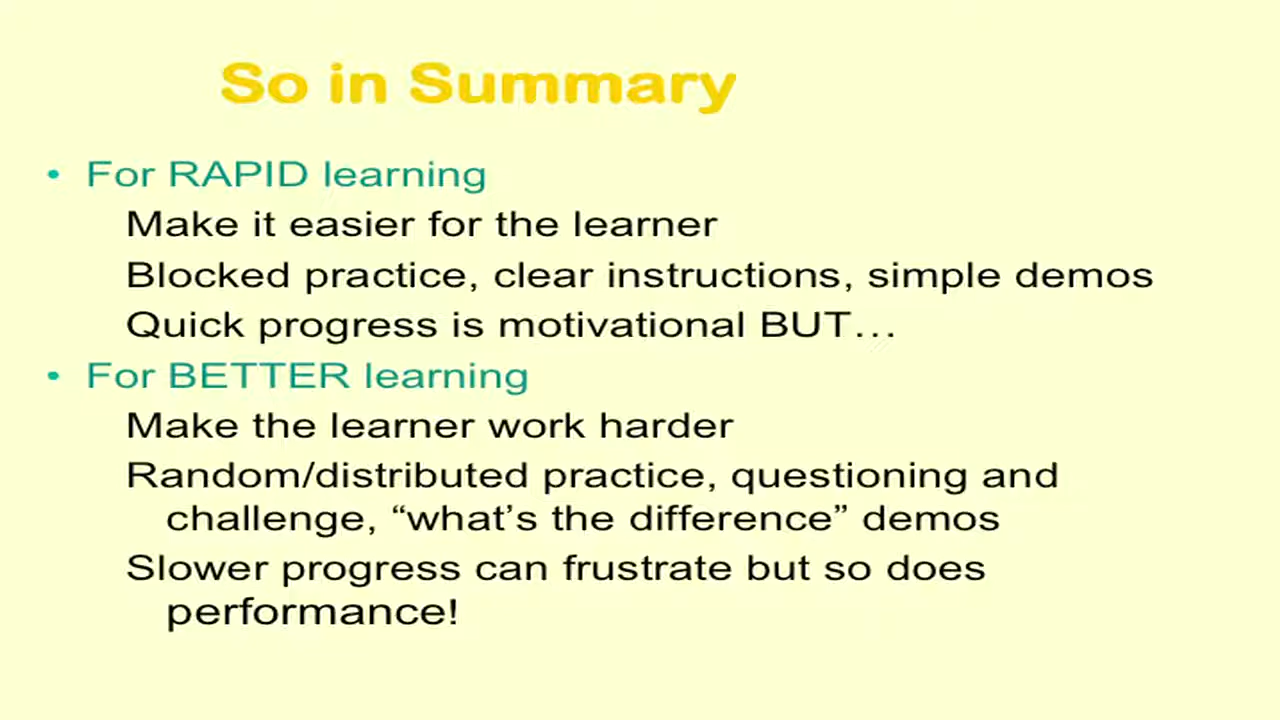 So in Summary
• For RAPID learning
Make it easier for the learner
Blocked practice, clear instructions, simple demos
Quick progress is motivational BUT…
• For BETTER learning
Make the learner work harder
Random/distributed practice, questioning and
challenge, “what’s the difference” demos
Slower progress can frustrate but so does
performance!